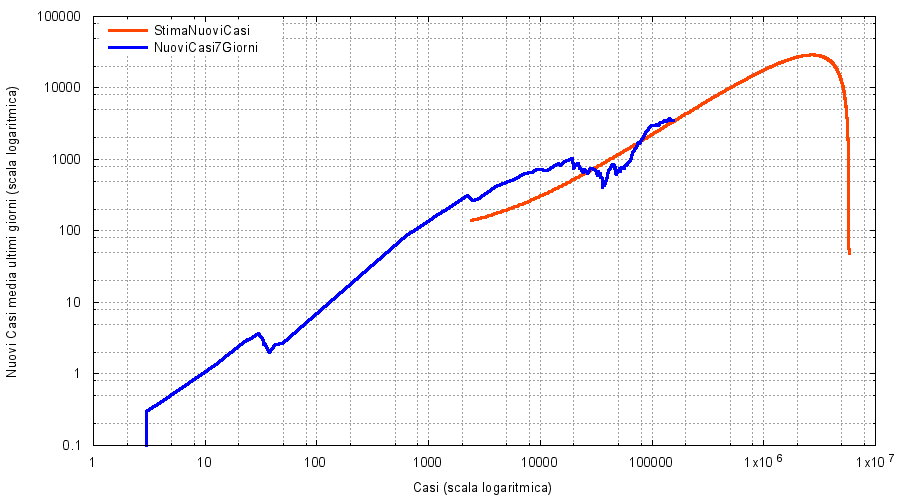 100000
StimaNuoviCasi
NuoviCasi7Giorni
10000
1000
100
10
1
0.1
Nuovi Casi media ultimi giorni (scala logaritmica)
1 10 100 1000 10000 100000 1x10^6 1x10^7
Casi (scala logaritmica)